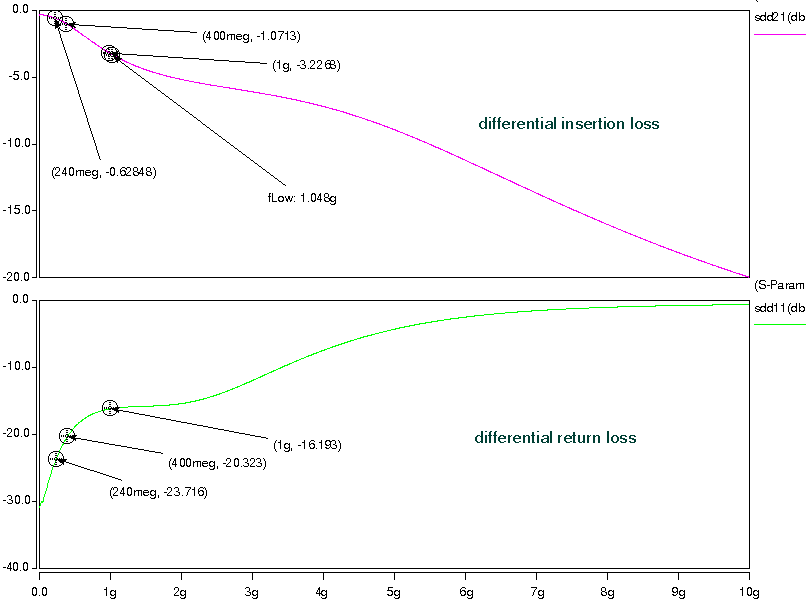 0.0
sdd21(db
(400meg, -1.0713)
(1g, -3.2268)
-5.0
differential insertion loss
-10.0
(240meg, -0.62848)
fLow: 1.048g
-15.0
-20.0
(S-Param
0.0
sdd11(db
-10.0
-20.0
differential return loss
(1g, -16.193)
(400meg, -20.323)
(240meg, -23.716)
-30.0
-40.0
0.0 1g 2g 3g 4g 5g 6g 7g 8g 9g 10g